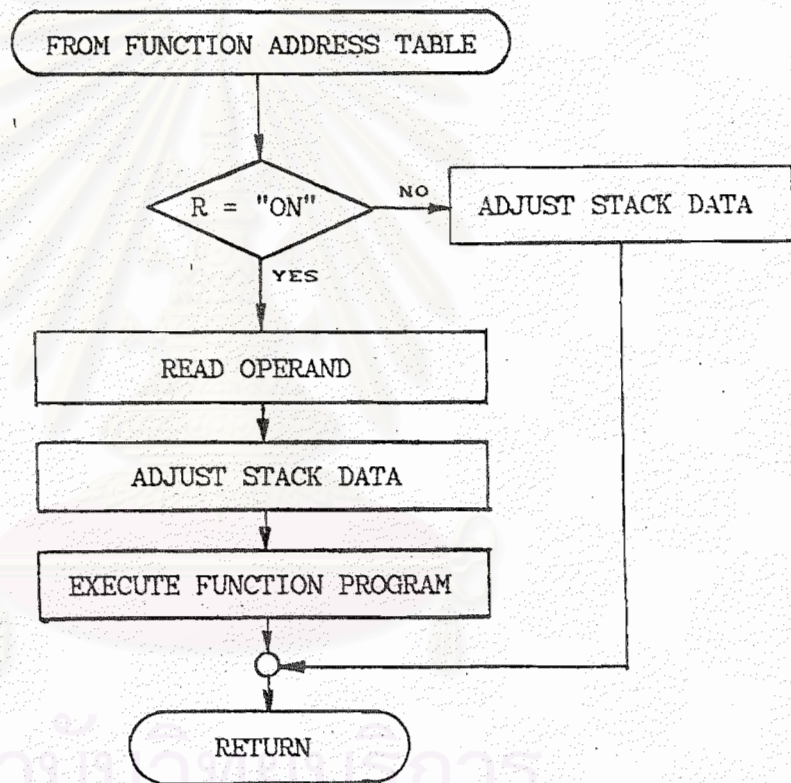 FROM FUNCTION ADDRESS TABLE
R = "ON"
NO
ADJUST STACK DATA
YES
READ OPERAND
ADJUST STACK DATA
EXECUTE FUNCTION PROGRAM
RETURN